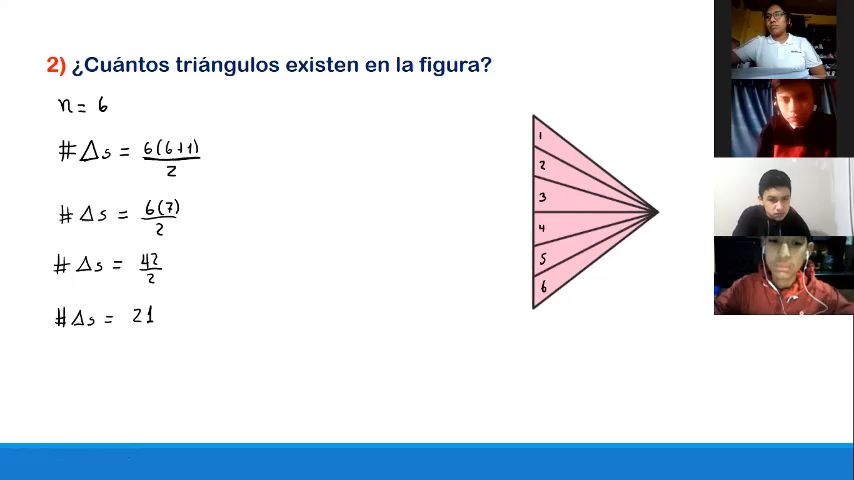 2) ¿Cuántos triángulos existen en la figura?
n = 6
# Δs = 6(6+1)/2
# Δs = 6(7)/2
# Δs = 42/2
# Δs = 21
1
2
3
4
5
6